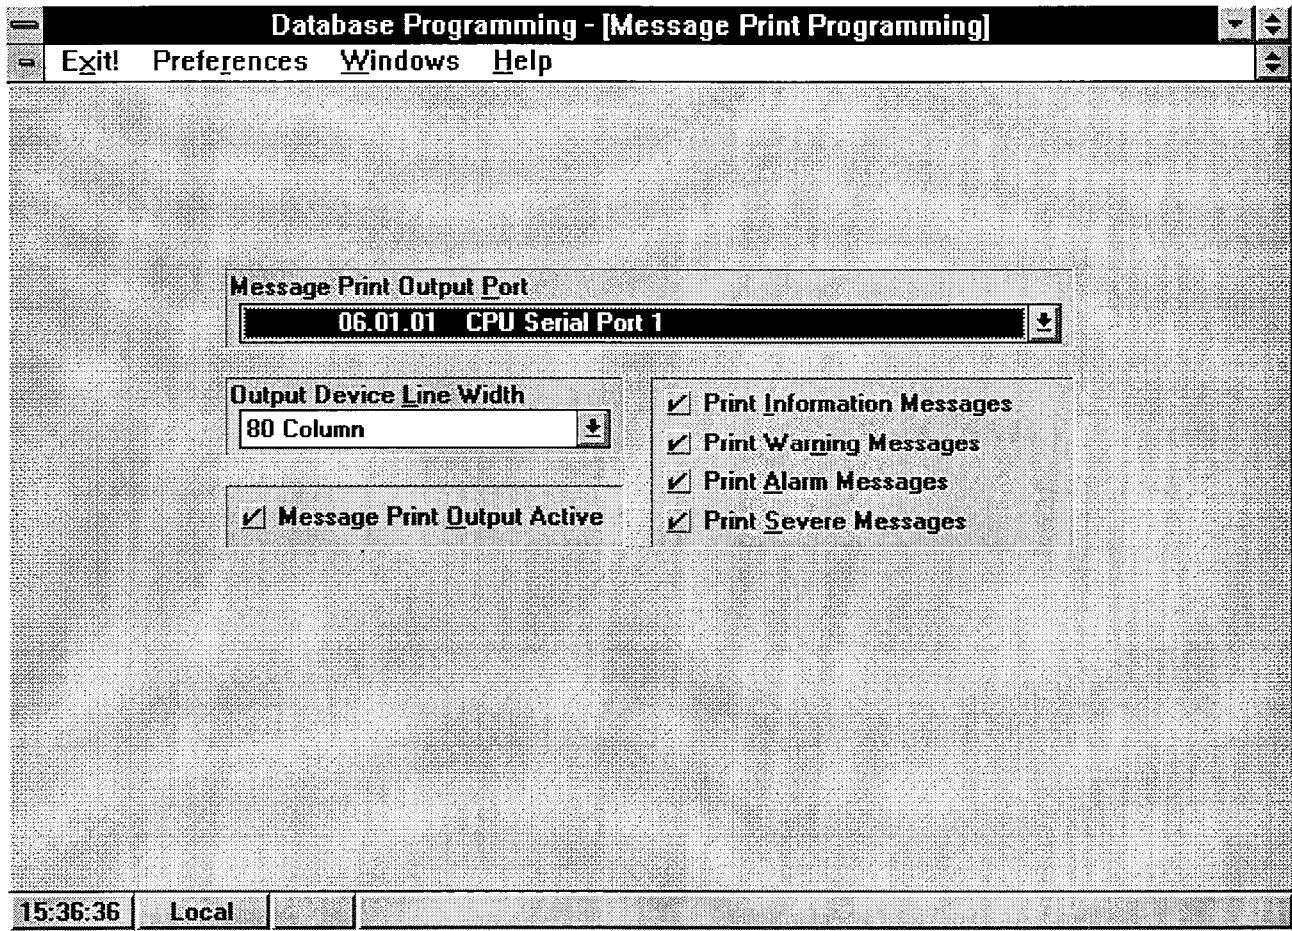 Database Programming - [Message Print Programming]
Exit! Preferences Windows Help
Message Print Output Port
06.01.01 CPU Serial Port 1
Output Device Line Width
80 Column
Message Print Output Active
Print Information Messages
Print Warning Messages
Print Alarm Messages
Print Severe Messages
15:36:36 Local